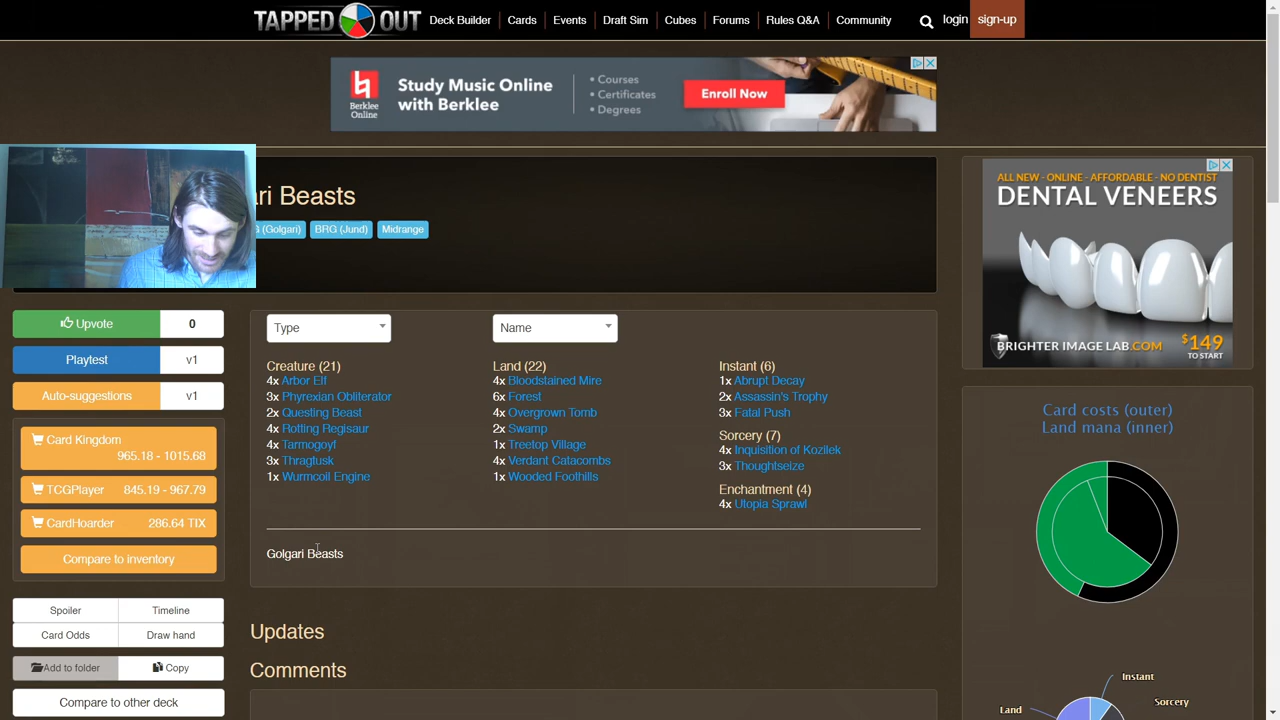 TAPPED OUT
Deck Builder
Cards
Events
Draft Sim
Cubes
Forums
Rules Q&A
Community
login
sign-up
Berklee
Online
Study Music Online
with Berklee
• Courses
• Certificates
• Degrees
Enroll Now
ari Beasts
G (Golgari)
BRG (Jund)
Midrange
ALL NEW - ONLINE - AFFORDABLE - NO DENTIST
DENTAL VENEERS
BRIGHTER IMAGE LAB.COM
$149
TO START
Upvote
0
Playtest
v1
Auto-suggestions
v1
Card Kingdom
965.18 - 1015.68
TCGPlayer
845.19 - 967.79
CardHoarder
286.64 TIX
Compare to inventory
Spoiler
Timeline
Card Odds
Draw hand
Add to folder
Copy
Compare to other deck
Type
Name
Creature (21)
4x Arbor Elf
3x Phyrexian Obliterator
2x Questing Beast
4x Rotting Regisaur
4x Tarmogoyf
3x Thragtusk
1x Wurmcoil Engine
Land (22)
4x Bloodstained Mire
6x Forest
4x Overgrown Tomb
2x Swamp
1x Treetop Village
4x Verdant Catacombs
1x Wooded Foothills
Instant (6)
1x Abrupt Decay
2x Assassin's Trophy
3x Fatal Push
Sorcery (7)
4x Inquisition of Kozilek
3x Thoughtseize
Enchantment (4)
4x Utopia Sprawl
Golgari Beasts
Updates
Comments
Card costs (outer)
Land mana (inner)
Instant
Sorcery
Land